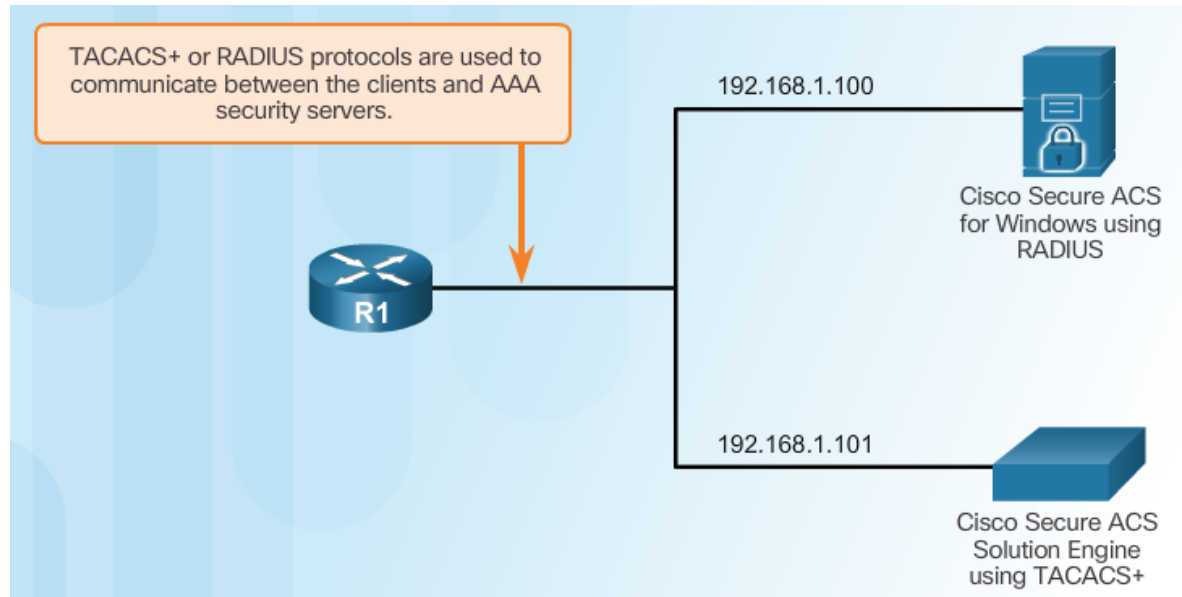 TACACS+ or RADIUS protocols are used to
communicate between the clients and AAA
security servers.
192.168.1.100
Cisco Secure ACS
for Windows using
RADIUS
R1
192.168.1.101
Cisco Secure ACS
Solution Engine
using TACACS+